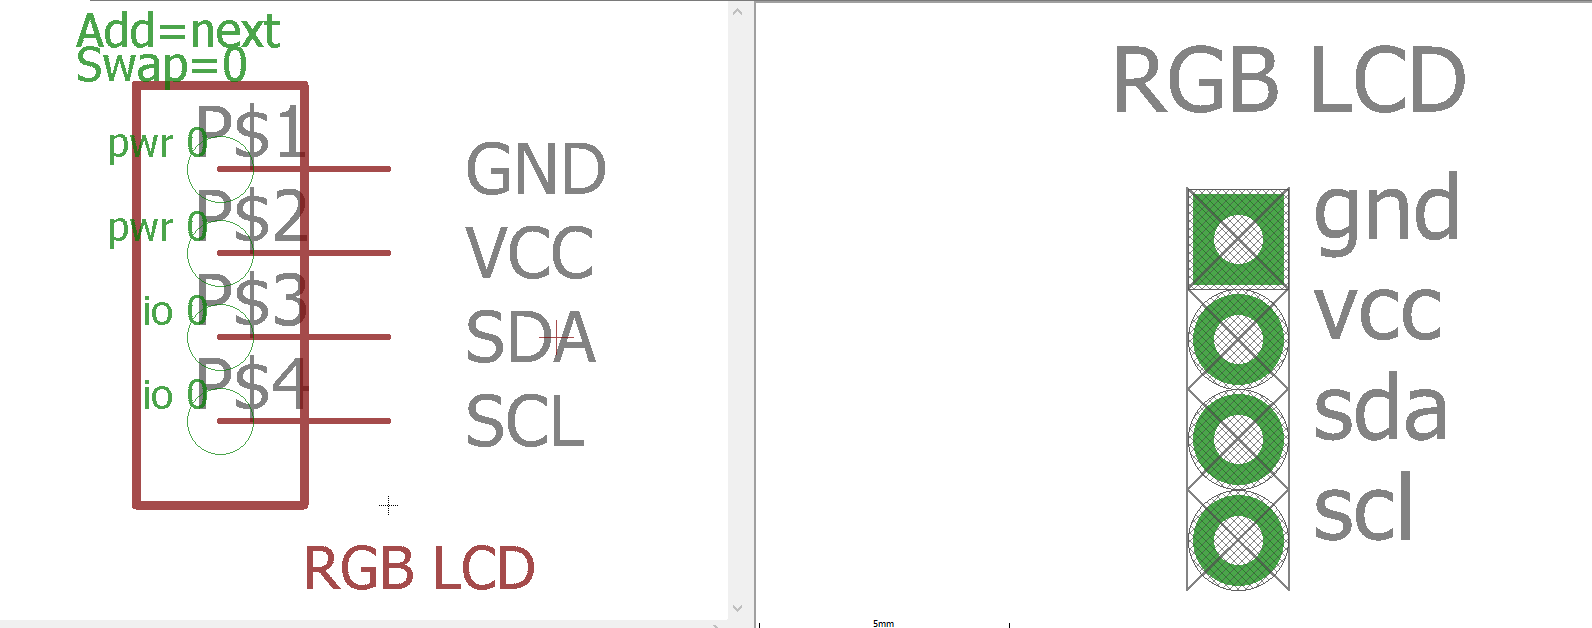 Add=next
Swap=0
pwr 0
P$1
GND
pwr 0
P$2
VCC
io 0
P$3
SDA
io 0
P$4
SCL
RGB LCD
RGB LCD
gnd
vcc
sda
scl
5mm